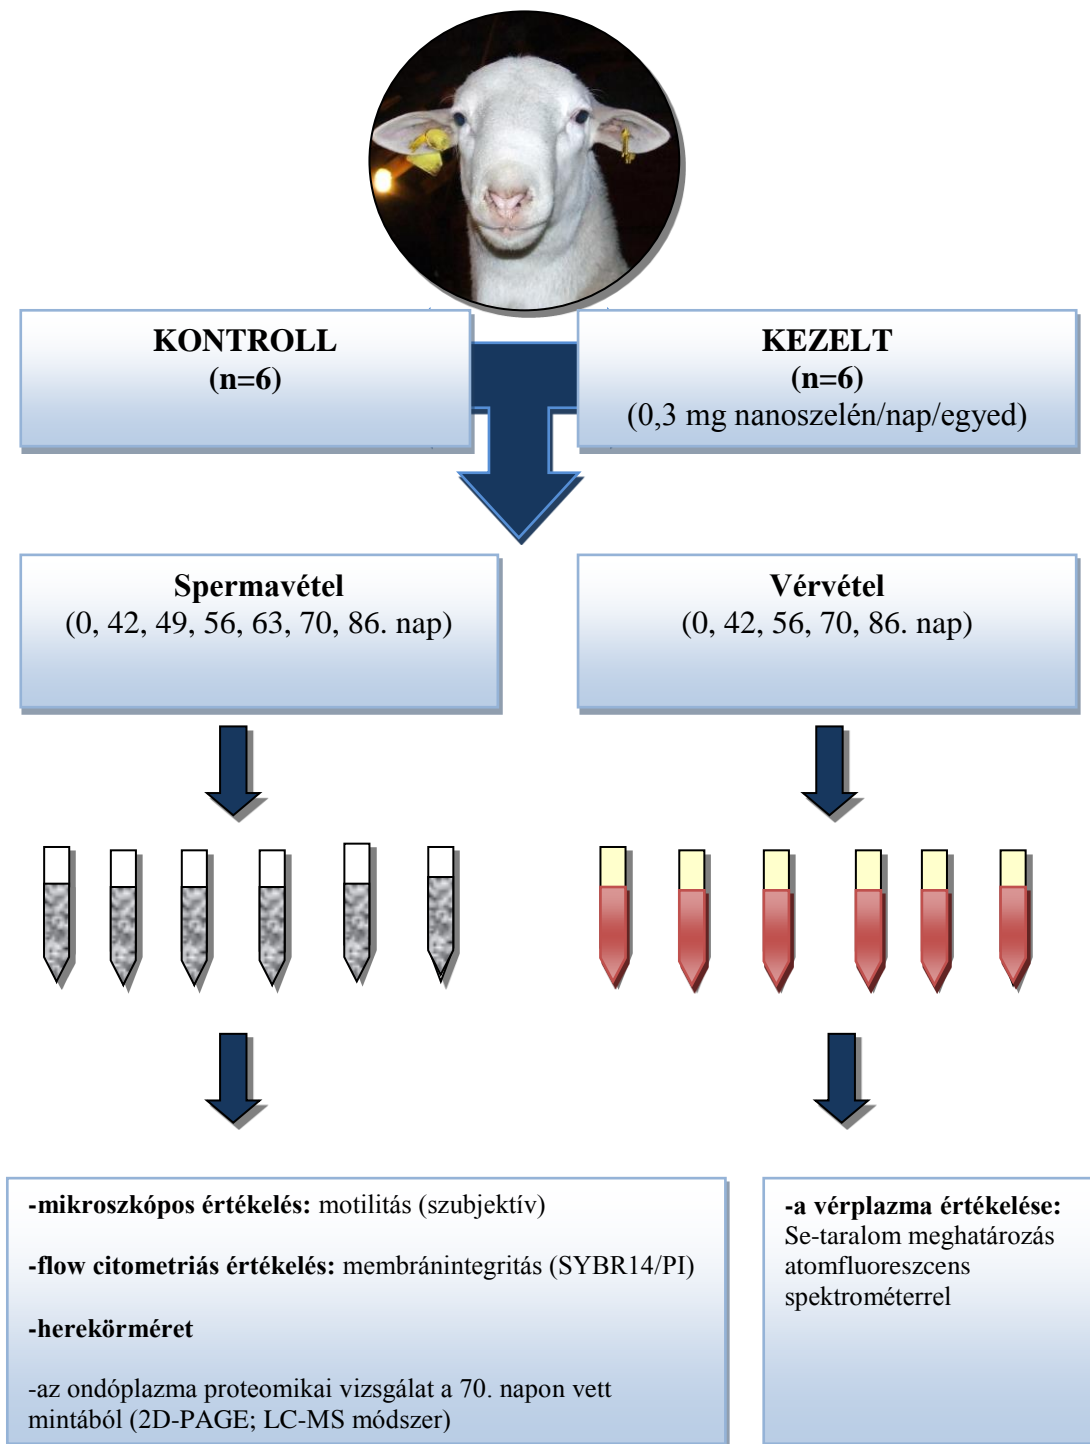 KONTROLL
(n=6)
KEZELT
(n=6)
(0,3 mg nanoszelén/nap/egyed)
Spermavétel
(0, 42, 49, 56, 63, 70, 86. nap)
Vérvétel
(0, 42, 56, 70, 86. nap)
-mikroszkópos értékelés: motilitás (szubjektív)
-flow citometriás értékelés: membránintegritás (SYBR14/PI)
-herekörméret
-az ondóplazma proteomikai vizsgálat a 70. napon vett
mintából (2D-PAGE; LC-MS módszer)
-a vérplazma értékelése:
Se-taralom meghatározás
atomfluoreszcens
spektrométerrel